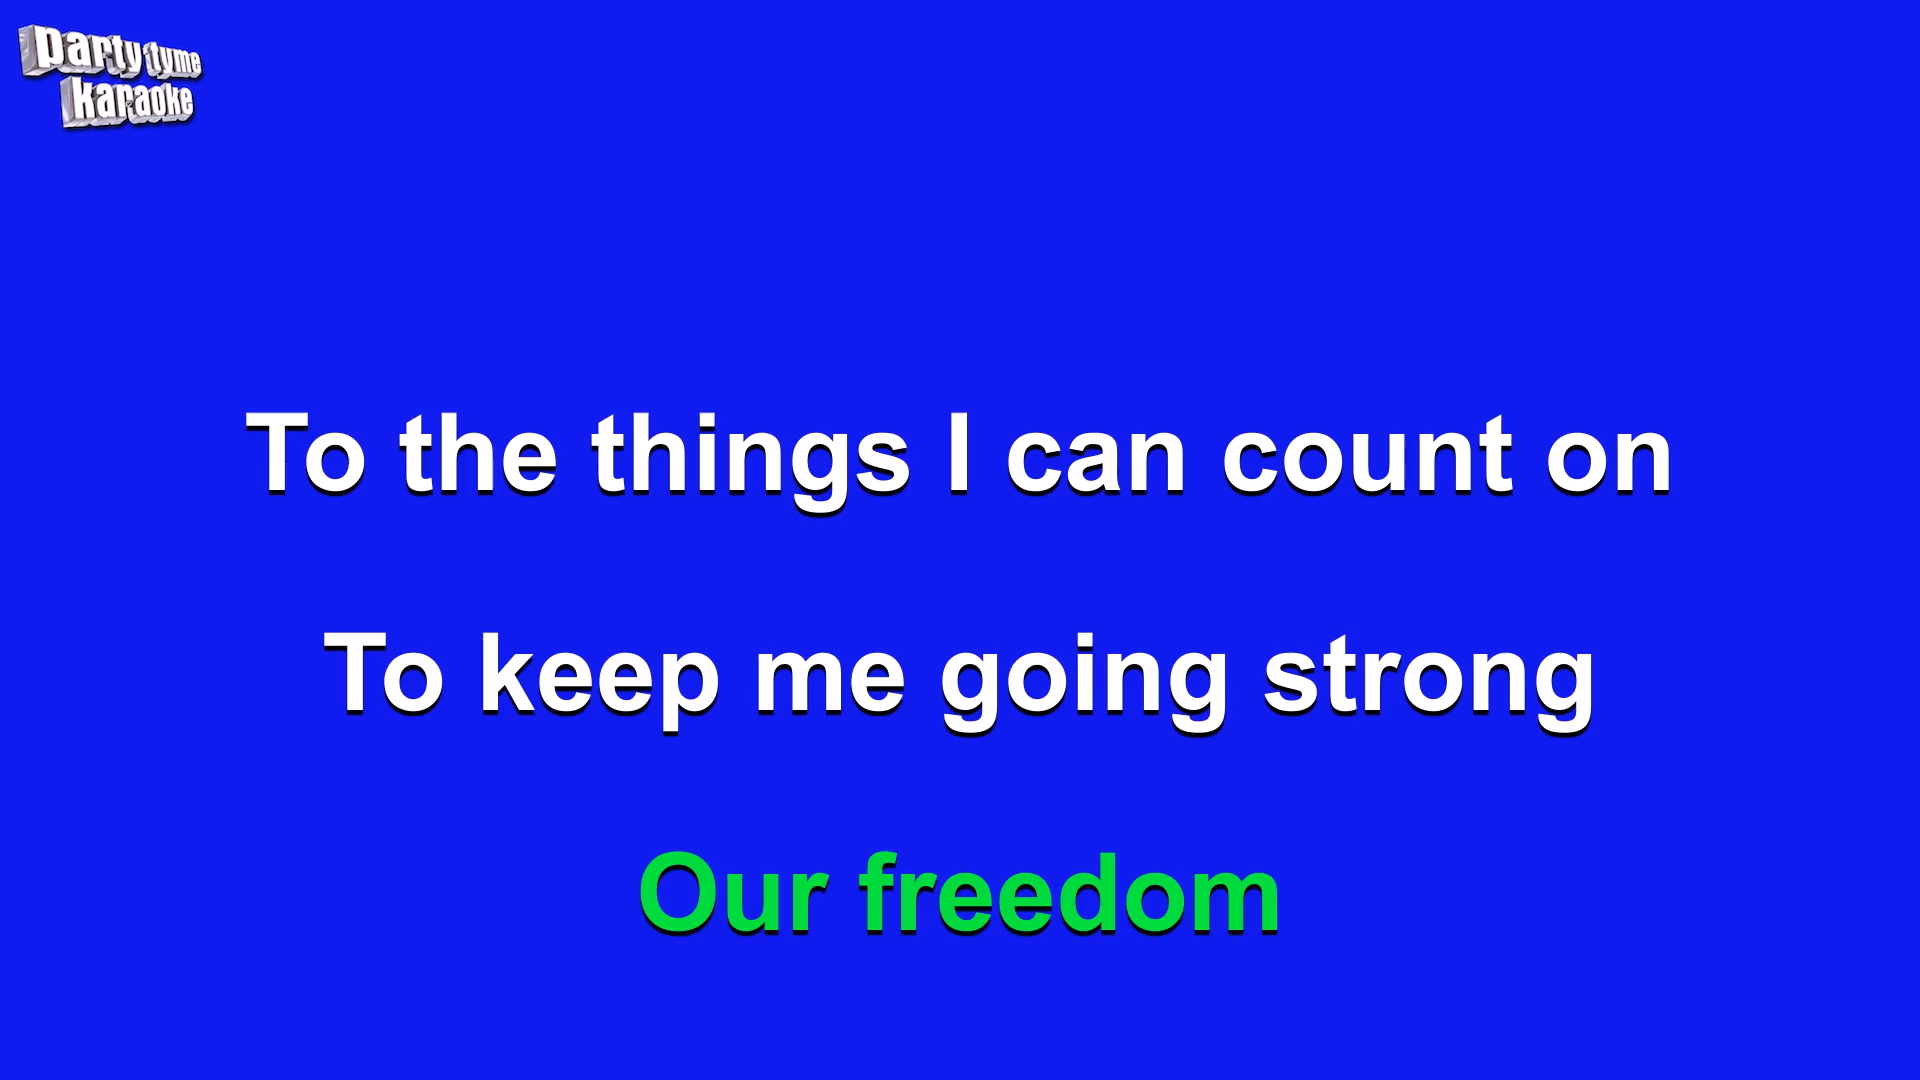 party tyme
karaoke
To the things I can count on
To keep me going strong
Our freedom